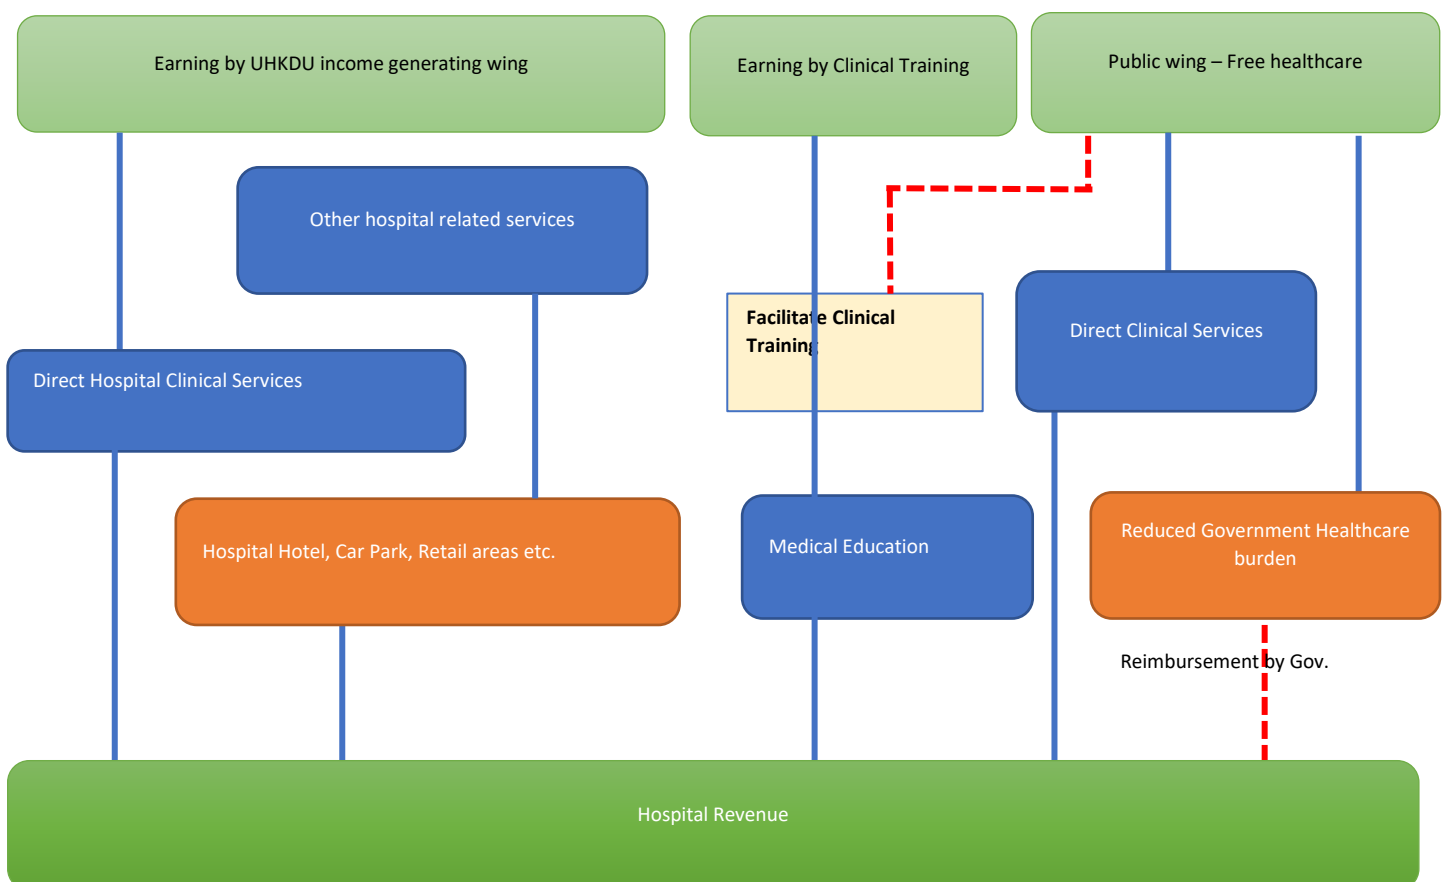 Earning by UHKDU income generating wing
Earning by Clinical Training
Public wing – Free healthcare
Other hospital related services
Facilitate Clinical
Training
Direct Clinical Services
Direct Hospital Clinical Services
Hospital Hotel, Car Park, Retail areas etc.
Medical Education
Reduced Government Healthcare
burden
Reimbursement by Gov.
Hospital Revenue